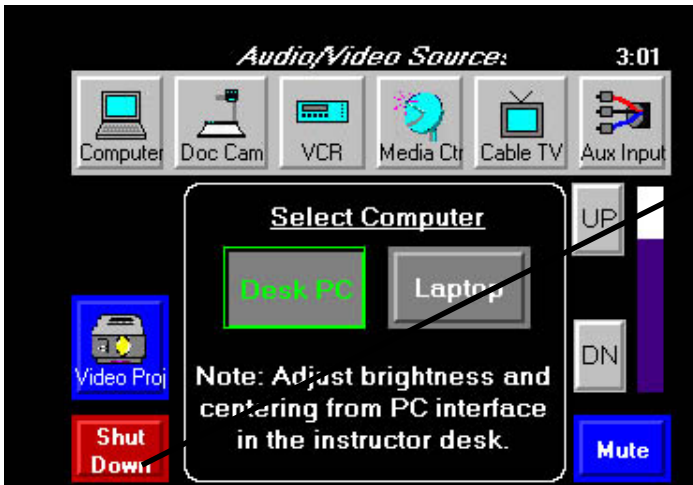 Audio/Video Source: 3:01
Computer Doc Cam VCR Media Ctr Cable TV Aux Input
Select Computer
UP
Desk PC Laptop
DN
Video Proj
Note: Adjust brightness and
centering from PC interface
in the instructor desk.
Shut
Down
Mute